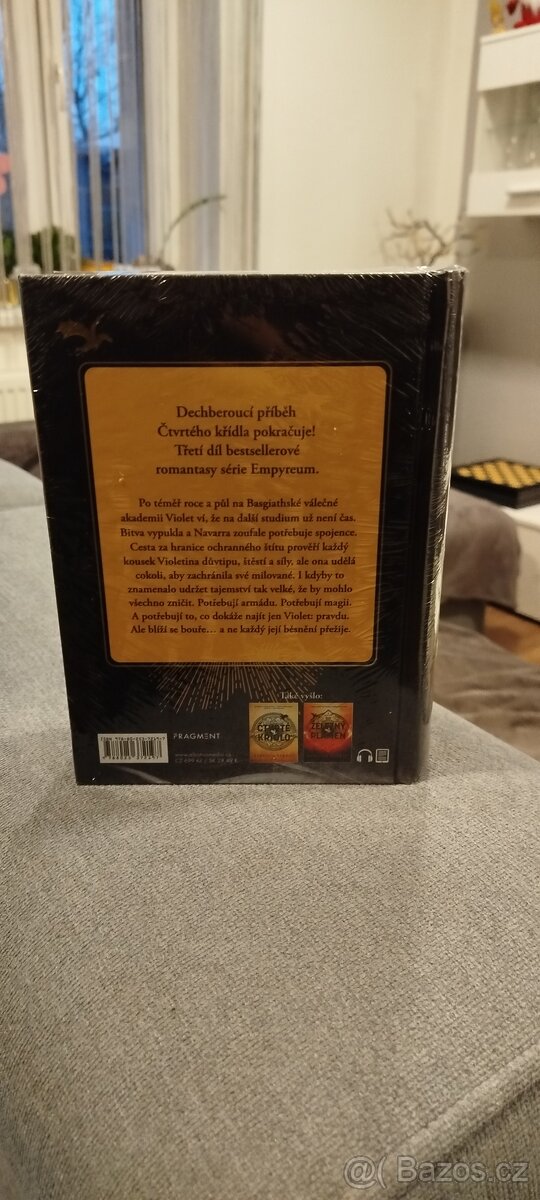 Dechberoucí příběh
Čtvrtého křídla pokračuje!
Třetí díl bestsellerové
romantasy série Empyreum.
Po téměř roce a půl na Basgiathské válečné
akademii Violet ví, že na další studium už není čas.
Bitva vypukla a Navarra zoufale potřebuje spojence.
Cesta za hranice ochranného štítu prověří každý
kousek Violetina důvtipu, štěstí a síly, ale ona udělá
cokoli, aby zachránila své milované. I kdyby to
znamenalo udržet tajemství tak velké, že by mohlo
všechno zničit. Potřebují armádu. Potřebují magii.
A potřebují to, co dokáže najít jen Violet: pravdu.
Ale blíží se bouře… a ne každý její běsnění přežije.
Také vyšlo:
FRAGMENT
ČTVRTÉ
KŘÍDLO
ŽELEZNÝ
PLAMEN
@ Bazos.cz